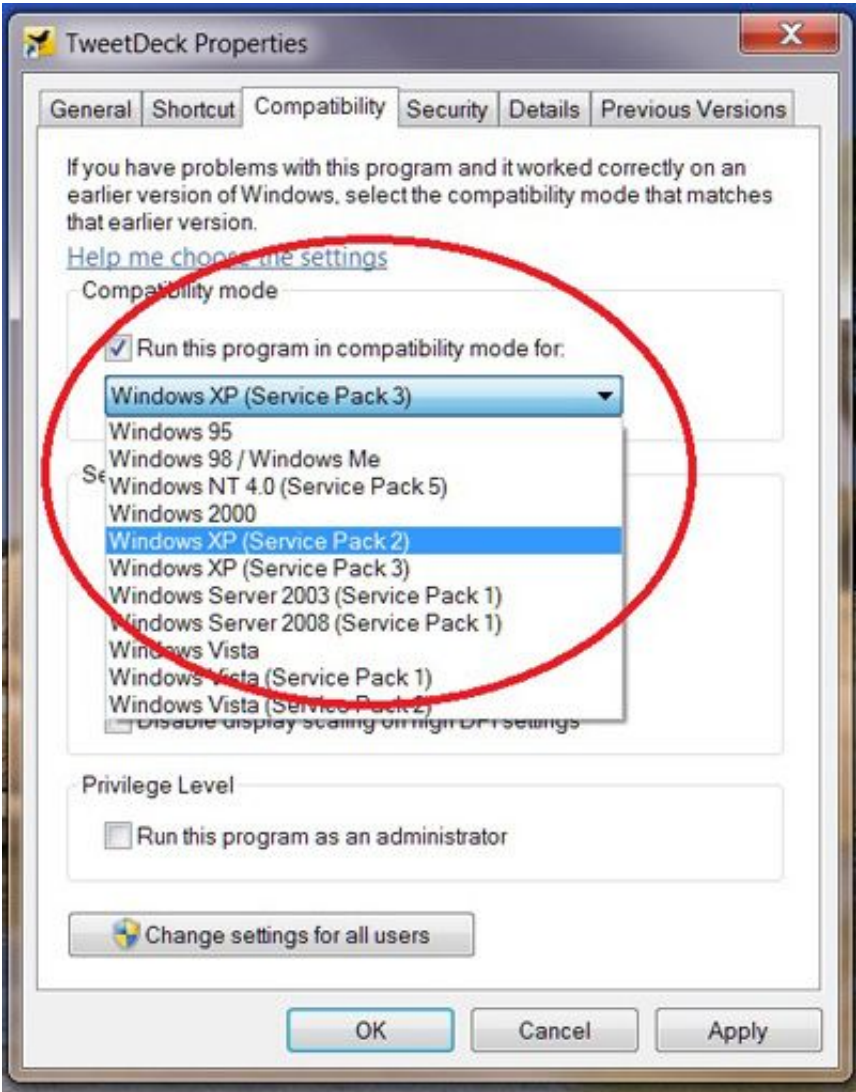 TweetDeck Properties
General Shortcut Compatibility Security Details Previous Versions
If you have problems with this program and it worked correctly on an
earlier version of Windows, select the compatibility mode that matches
that earlier version.
Help me choose the settings
Compatibility mode
Run this program in compatibility mode for:
Windows XP (Service Pack 3)
Windows 95
Windows 98 / Windows Me
Se
Windows NT 4.0 (Service Pack 5)
Windows 2000
Windows XP (Service Pack 2)
Windows XP (Service Pack 3)
Windows Server 2003 (Service Pack 1)
Windows Server 2008 (Service Pack 1)
Windows Vista
Windows Vista (Service Pack 1)
Windows Vista (Service Pack 2)
Disable display scaling on high DPI settings
Privilege Level
Run this program as an administrator
Change settings for all users
OK Cancel Apply